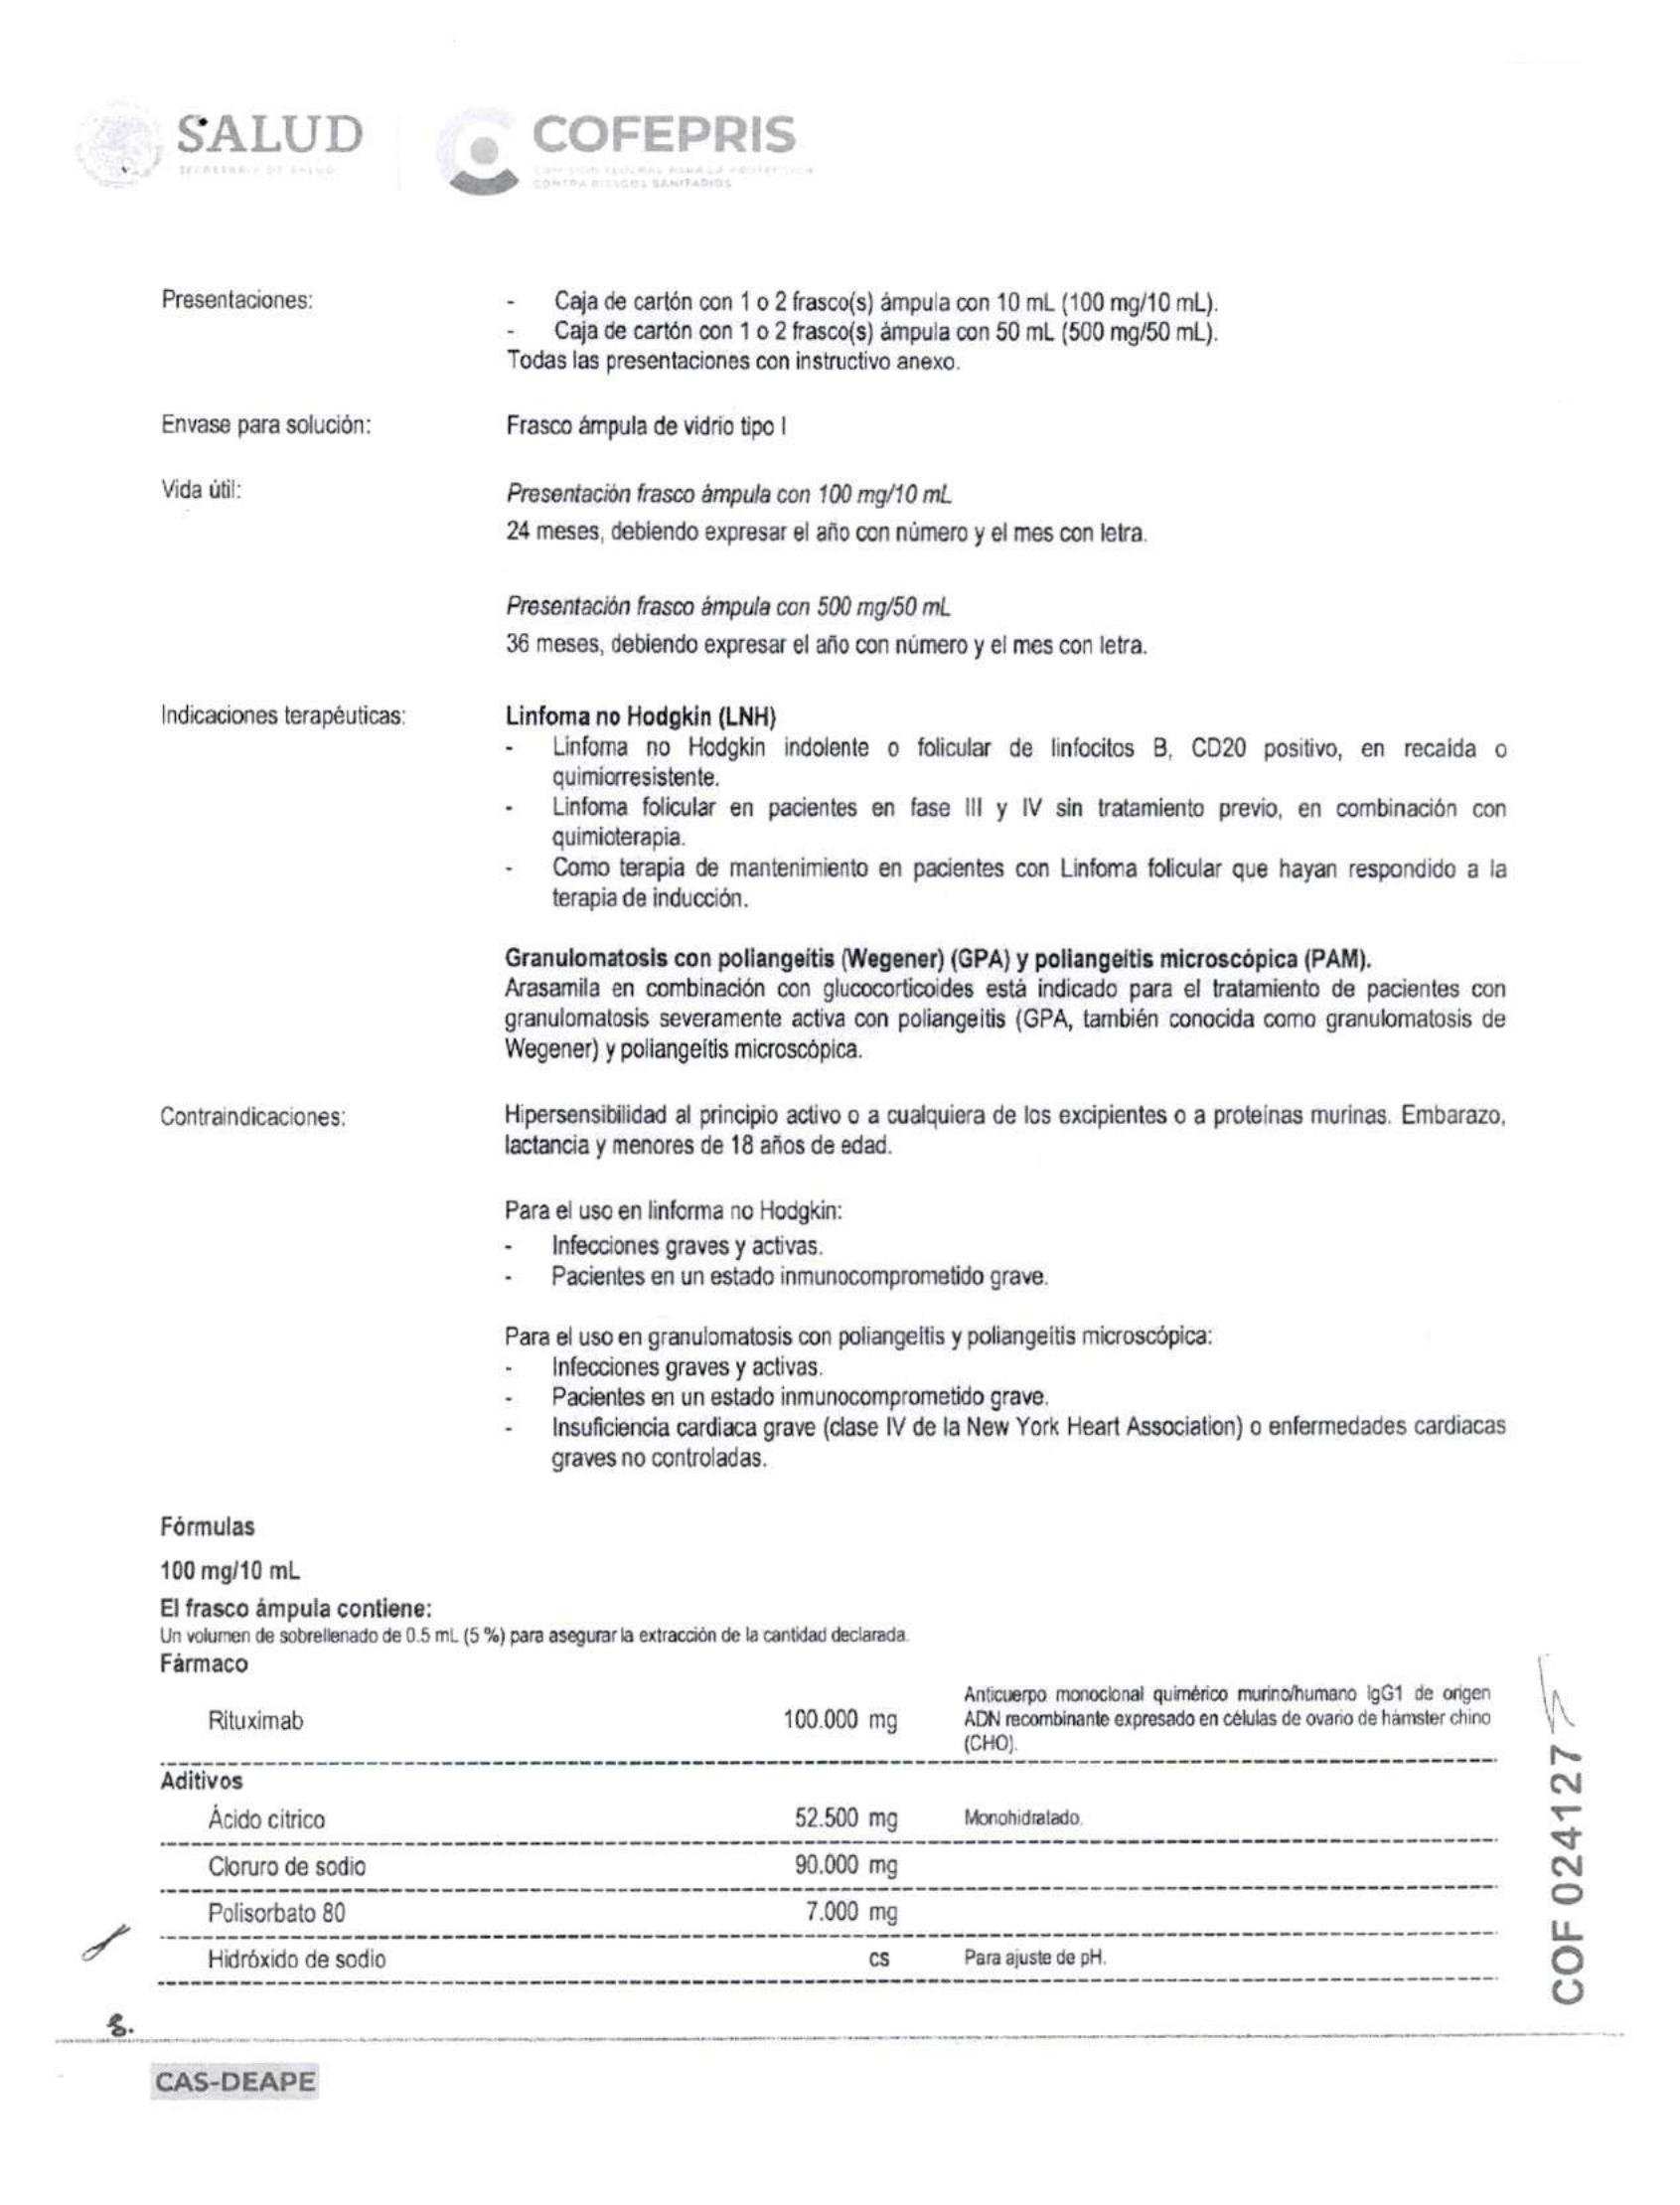 SALUD
SECRETARÍA DE SALUD
COFEPRIS
COMISIÓN FEDERAL PARA LA PROTECCIÓN
CONTRA RIESGOS SANITARIOS
Presentaciones:
- Caja de cartón con 1 o 2 frasco(s) ámpula con 10 mL (100 mg/10 mL).
- Caja de cartón con 1 o 2 frasco(s) ámpula con 50 mL (500 mg/50 mL).
Todas las presentaciones con instructivo anexo.
Envase para solución: Frasco ámpula de vidrio tipo I
Vida útil: Presentación frasco ámpula con 100 mg/10 mL
24 meses, debiendo expresar el año con número y el mes con letra.
Presentación frasco ámpula con 500 mg/50 mL
36 meses, debiendo expresar el año con número y el mes con letra.
Indicaciones terapéuticas: Linfoma no Hodgkin (LNH)
- Linfoma no Hodgkin indolente o folicular de linfocitos B, CD20 positivo, en recaída o
quimiorresistente.
- Linfoma folicular en pacientes en fase III y IV sin tratamiento previo, en combinación con
quimioterapia.
- Como terapia de mantenimiento en pacientes con Linfoma folicular que hayan respondido a la
terapia de inducción.
Granulomatosis con poliangeítis (Wegener) (GPA) y poliangeítis microscópica (PAM).
Arasamila en combinación con glucocorticoides está indicado para el tratamiento de pacientes con
granulomatosis severamente activa con poliangeitis (GPA, también conocida como granulomatosis de
Wegener) y poliangeítis microscópica.
Contraindicaciones: Hipersensibilidad al principio activo o a cualquiera de los excipientes o a proteínas murinas. Embarazo,
lactancia y menores de 18 años de edad.
Para el uso en linforma no Hodgkin:
- Infecciones graves y activas.
- Pacientes en un estado inmunocomprometido grave.
Para el uso en granulomatosis con poliangeítis y poliangeítis microscópica:
- Infecciones graves y activas.
- Pacientes en un estado inmunocomprometido grave.
- Insuficiencia cardiaca grave (clase IV de la New York Heart Association) o enfermedades cardiacas
graves no controladas.
Fórmulas
100 mg/10 mL
El frasco ámpula contiene:
Un volumen de sobrellenado de 0.5 mL (5 %) para asegurar la extracción de la cantidad declarada.
Fármaco
Rituximab 100.000 mg Anticuerpo monoclonal quimérico murino/humano IgG1 de origen
ADN recombinante expresado en células de ovario de hámster chino
(CHO).
Aditivos
Ácido cítrico 52.500 mg Monohidratado.
Cloruro de sodio 90.000 mg
Polisorbato 80 7.000 mg
Hidróxido de sodio cs Para ajuste de pH.
COF 024127
CAS-DEAPE